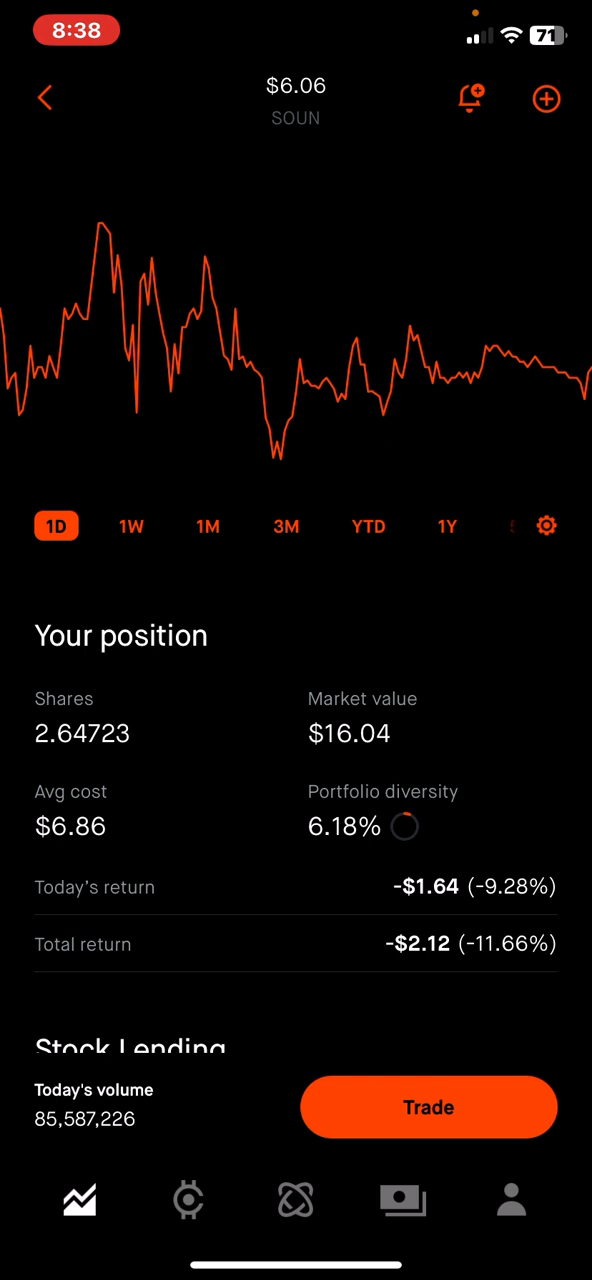 8:38
71
$6.06
SOUN
1D 1W 1M 3M YTD 1Y
Your position
Shares Market value
2.64723 $16.04
Avg cost Portfolio diversity
$6.86 6.18%
Today's return -$1.64 (-9.28%)
Total return -$2.12 (-11.66%)
Stock Lending
Today's volume
85,587,226
Trade